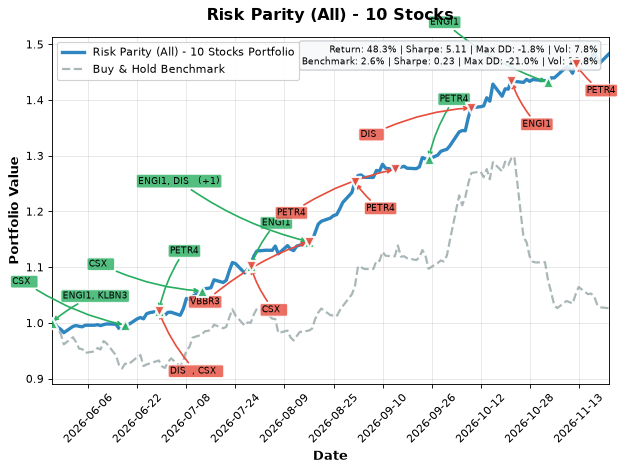 Risk Parity (All) - 10 Stocks
ENGI1
Risk Parity (All) - 10 Stocks Portfolio
Buy & Hold Benchmark
Return: 48.3% | Sharpe: 5.11 | Max DD: -1.8% | Vol: 7.8%
Benchmark: 2.6% | Sharpe: 0.23 | Max DD: -21.0% | Vol:
PETR4
PETR4
ENGI1
DIS
ENGI1, DIS (+1)
PETR4
PETR4
ENGI1
PETR4
CSX
CSX
ENGI1, KLBN3
VBBR3
CSX
DIS , CSX
1.5
1.4
1.3
1.2
1.1
1.0
0.9
Portfolio Value
2026-06-06
2026-06-22
2026-07-08
2026-07-24
2026-08-09
2026-08-25
2026-09-10
2026-09-26
2026-10-12
2026-10-28
2026-11-13
Date